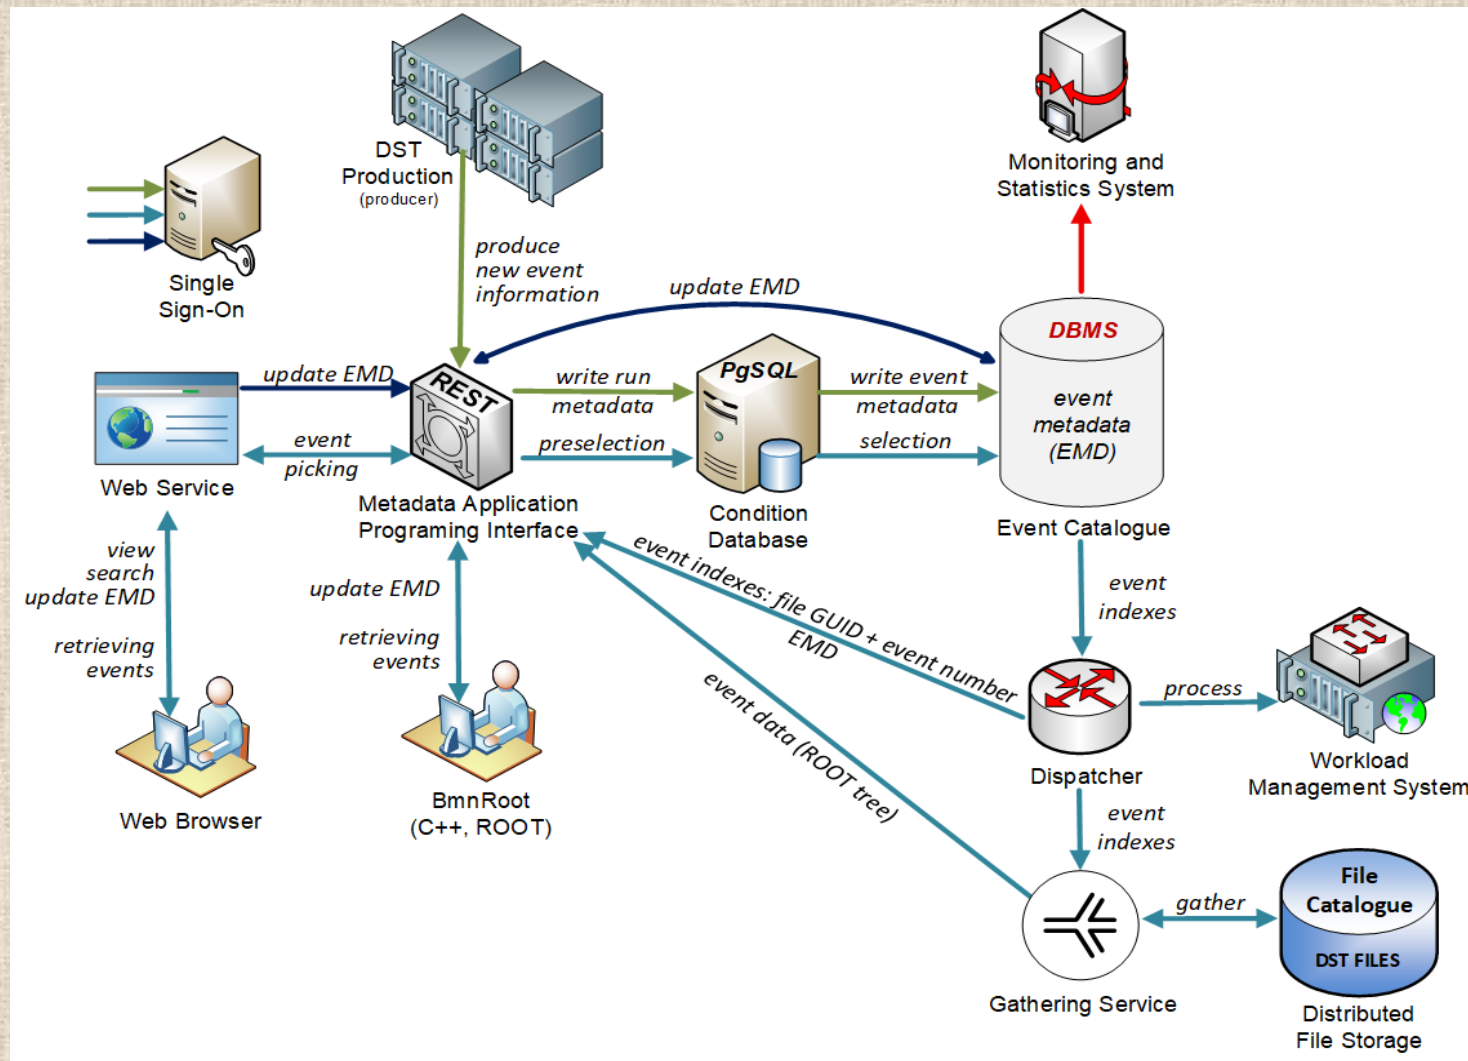 DST
Production
(producer)
Monitoring and
Statistics System
Single
Sign-On
produce
new event
information
update EMD
DBMS
event
metadata
(EMD)
Event Catalogue
update EMD
REST
write run
metadata
preselection
PgSQL
write event
metadata
selection
event
picking
Web Service
Metadata Application
Programing Interface
Condition
Database
view
search
update EMD
retrieving
events
update EMD
retrieving
events
event indexes: file GUID + event number
EMD
event data (ROOT tree)
event
indexes
process
Dispatcher
Workload
Management System
Web Browser
BmnRoot
(C++, ROOT)
event
indexes
gather
File
Catalogue
DST FILES
Gathering Service
Distributed
File Storage